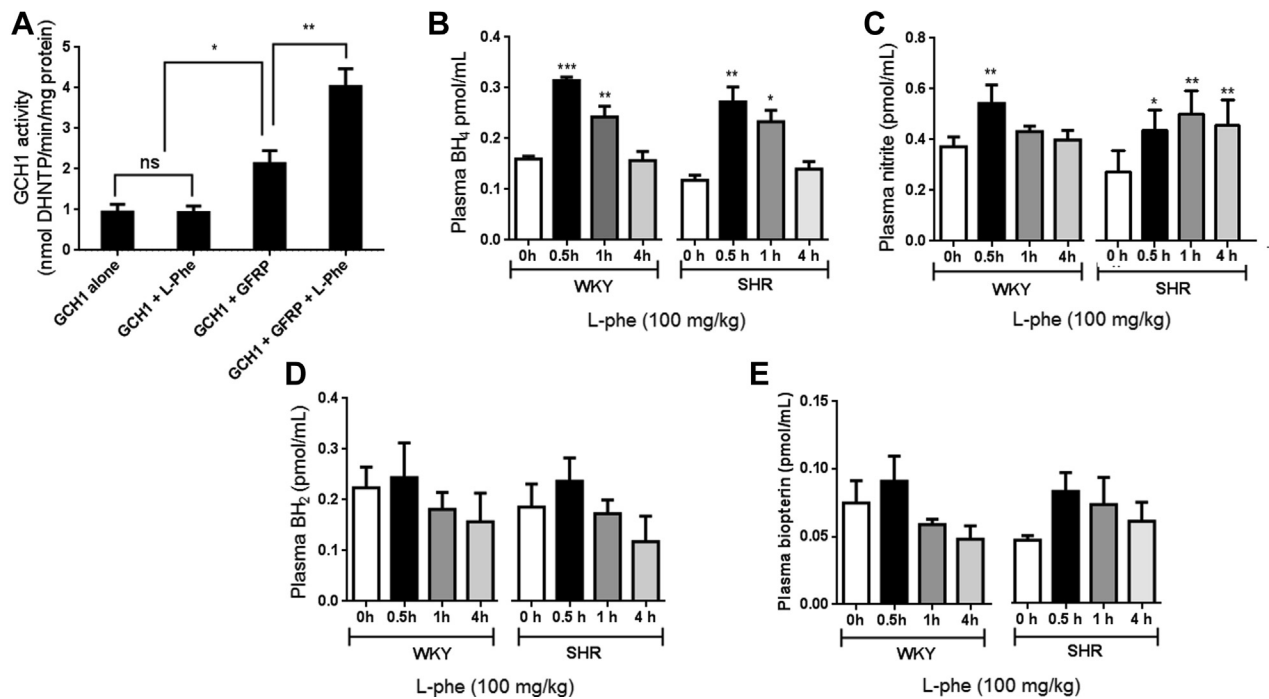 A
GCH1 activity
(nmol DHNTP/min/mg protein)
5
4
3
2
1
0
*
**
ns
GCH1 alone
GCH1 + L-Phe
GCH1 + GFRP
GCH1 + GFRP + L-Phe
B
Plasma BH4 pmol/mL
0.4
0.3
0.2
0.1
0.0
***
**
**
*
0h 0.5h 1h 4h 0 h 0.5 h 1 h 4 h
WKY SHR
L-phe (100 mg/kg)
C
Plasma nitrite (pmol/mL)
0.8
0.6
0.4
0.2
0.0
**
*
**
**
0h 0.5h 1h 4h 0 h 0.5 h 1 h 4 h
WKY SHR
L-phe (100 mg/kg)
D
Plasma BH2 (pmol/mL)
0.4
0.3
0.2
0.1
0.0
0h 0.5h 1h 4h 0 h 0.5 h 1 h 4 h
WKY SHR
L-phe (100 mg/kg)
E
Plasma biopterin (pmol/mL)
0.15
0.10
0.05
0.00
0h 0.5h 1h 4h 0 h 0.5 h 1 h 4 h
WKY SHR
L-phe (100 mg/kg)